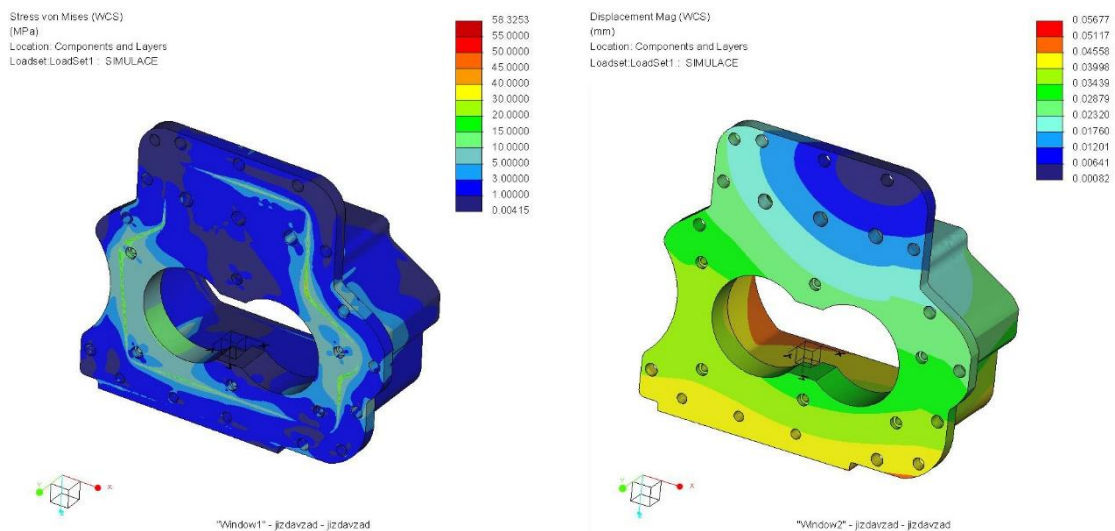 Stress von Mises (WCS)
(MPa)
Location: Components and Layers
Loadset:LoadSet1 : SIMULACE
58.3253
55.0000
50.0000
45.0000
40.0000
30.0000
20.0000
15.0000
10.0000
5.00000
3.00000
1.00000
0.00415
X
Y
"Window1" - jizdavzad - jizdavzad
Displacement Mag (WCS)
(mm)
Location: Components and Layers
Loadset:LoadSet1 : SIMULACE
0.05677
0.05117
0.04558
0.03998
0.03439
0.02879
0.02320
0.01760
0.01201
0.00641
0.00082
X
Y
"Window2" - jizdavzad - jizdavzad